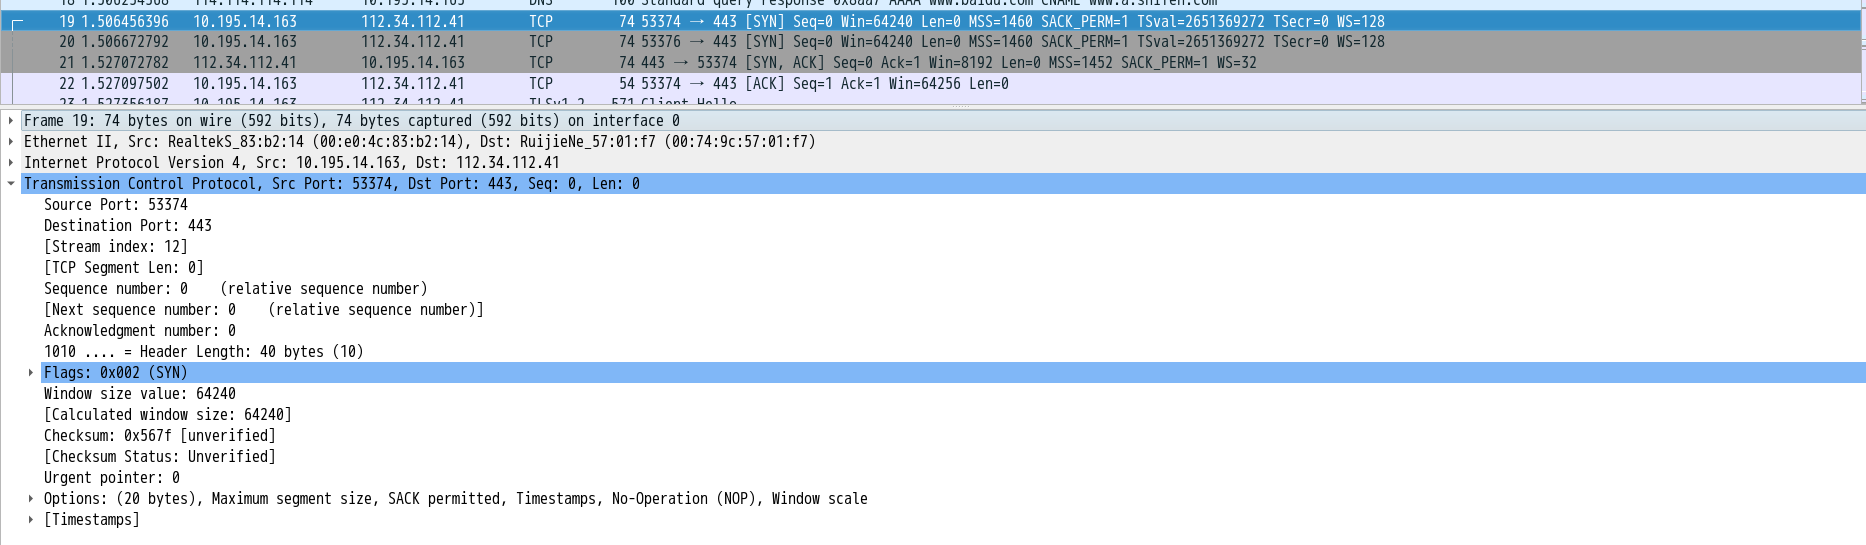 18 1.506254568 114.114.114.114 10.195.14.163 DNS 100 Standard query response 0x8aa7 AAAA www.baidu.com CNAME www.a.shifen.com
19 1.506456396 10.195.14.163 112.34.112.41 TCP 74 53374 → 443 [SYN] Seq=0 Win=64240 Len=0 MSS=1460 SACK_PERM=1 TSval=2651369272 TSecr=0 WS=128
20 1.506672792 10.195.14.163 112.34.112.41 TCP 74 53376 → 443 [SYN] Seq=0 Win=64240 Len=0 MSS=1460 SACK_PERM=1 TSval=2651369272 TSecr=0 WS=128
21 1.527072782 112.34.112.41 10.195.14.163 TCP 74 443 → 53374 [SYN, ACK] Seq=0 Ack=1 Win=8192 Len=0 MSS=1452 SACK_PERM=1 WS=32
22 1.527097502 10.195.14.163 112.34.112.41 TCP 54 53374 → 443 [ACK] Seq=1 Ack=1 Win=64256 Len=0
23 1.527356187 10.195.14.163 112.34.112.41 TLSv1.2 571 Client Hello
Frame 19: 74 bytes on wire (592 bits), 74 bytes captured (592 bits) on interface 0
Ethernet II, Src: RealtekS_83:b2:14 (00:e0:4c:83:b2:14), Dst: RuijieNe_57:01:f7 (00:74:9c:57:01:f7)
Internet Protocol Version 4, Src: 10.195.14.163, Dst: 112.34.112.41
Transmission Control Protocol, Src Port: 53374, Dst Port: 443, Seq: 0, Len: 0
Source Port: 53374
Destination Port: 443
[Stream index: 12]
[TCP Segment Len: 0]
Sequence number: 0    (relative sequence number)
[Next sequence number: 0    (relative sequence number)]
Acknowledgment number: 0
1010 .... = Header Length: 40 bytes (10)
Flags: 0x002 (SYN)
Window size value: 64240
[Calculated window size: 64240]
Checksum: 0x567f [unverified]
[Checksum Status: Unverified]
Urgent pointer: 0
Options: (20 bytes), Maximum segment size, SACK permitted, Timestamps, No-Operation (NOP), Window scale
[Timestamps]